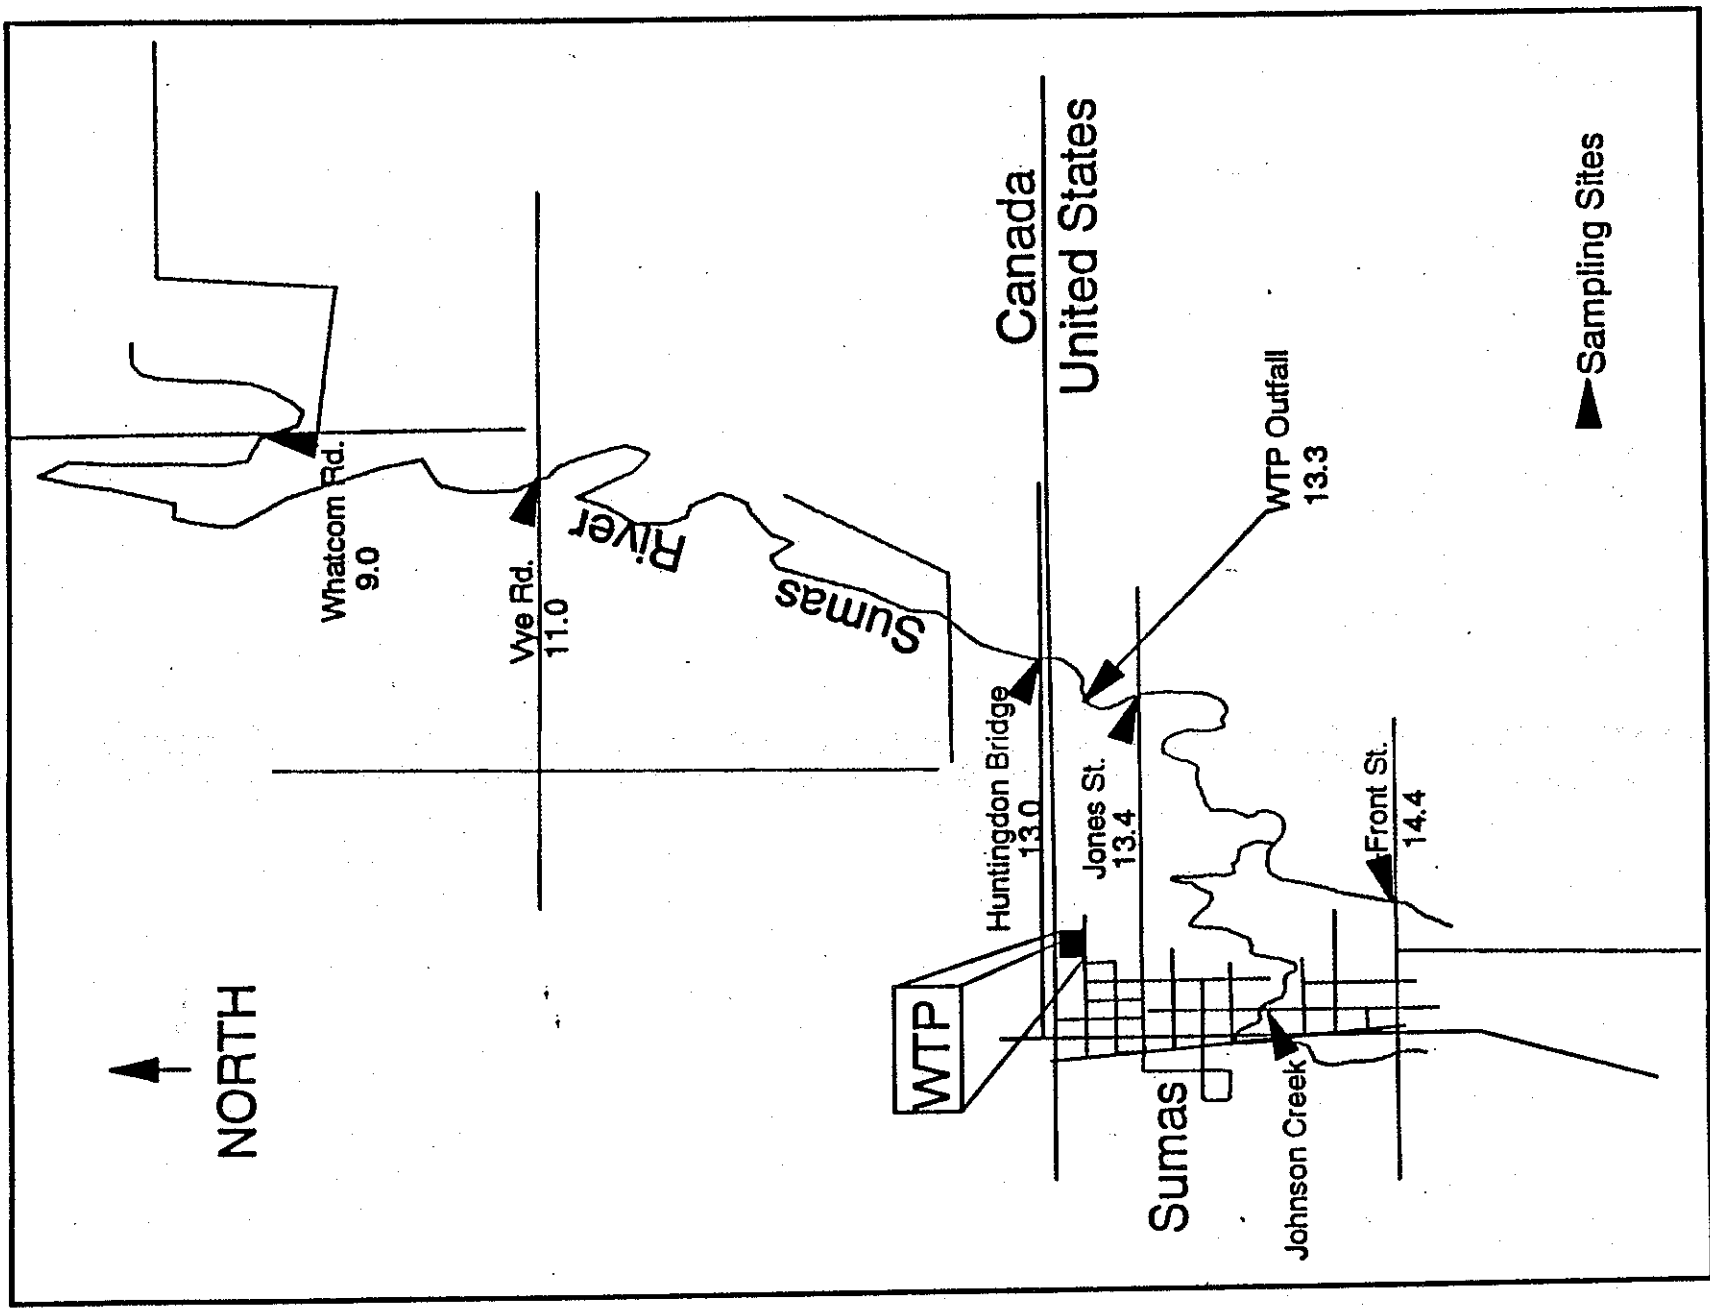 NORTH
Whatcom Rd.
9.0
Vye Rd.
11.0
Sumas River
Canada
United States
Huntingdon Bridge
13.0
WTP
Jones St.
13.4
WTP Outfall
13.3
Sumas
Johnson Creek
Front St.
14.4
Sampling Sites